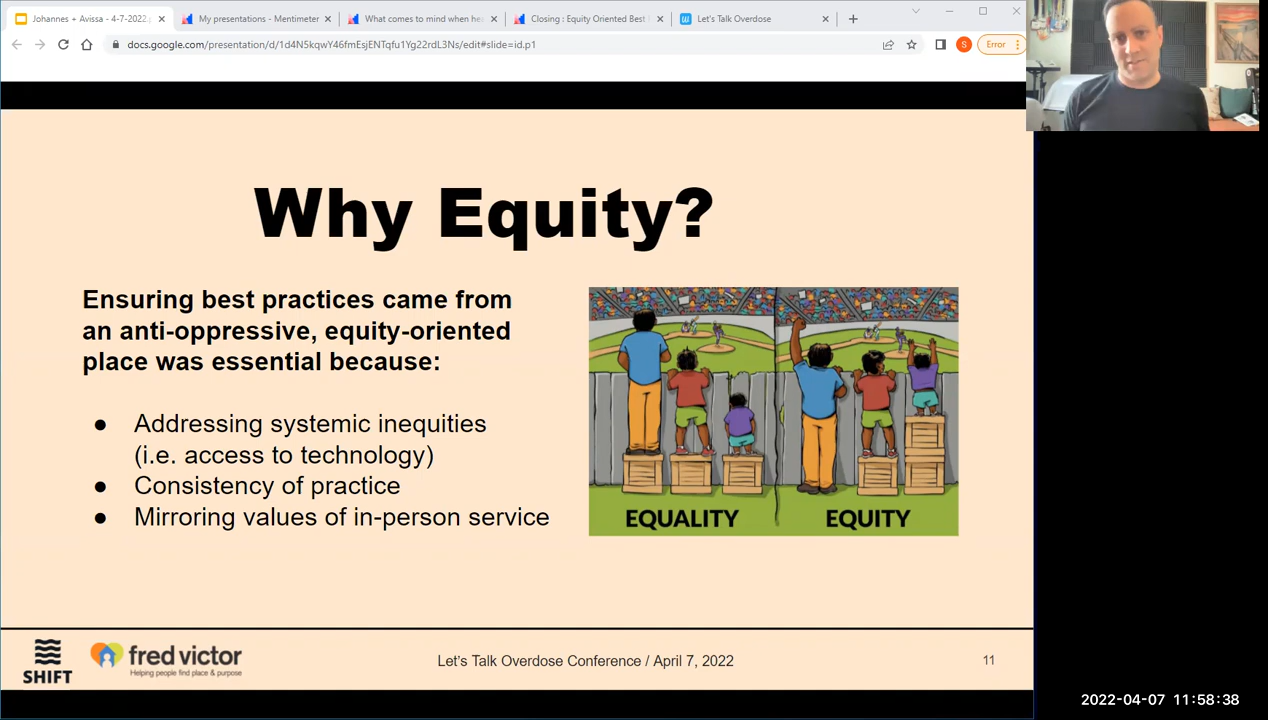 Johannes + Avissa - 4-7-2022.
My presentations - Mentimeter
What comes to mind when he
Closing : Equity Oriented Best
Let's Talk Overdose
docs.google.com/presentation/d/1d4N5kqwY46fmEsjENTqfu1Yg22rdL3Ns/edit#slide=id.p1
S
Error
Why Equity?
Ensuring best practices came from
an anti-oppressive, equity-oriented
place was essential because:
● Addressing systemic inequities
(i.e. access to technology)
● Consistency of practice
● Mirroring values of in-person service
EQUALITY
EQUITY
SHIFT
fred victor
Helping people find place & purpose
Let's Talk Overdose Conference / April 7, 2022
11
2022-04-07 11:58:38